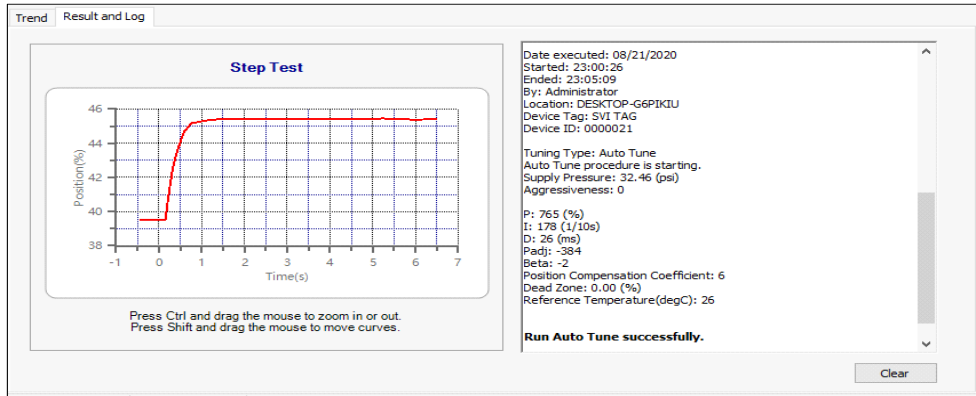 Trend
Result and Log
Step Test
46
44
42
40
38
Position(%)
-1 0 1 2 3 4 5 6 7
Time(s)
Press Ctrl and drag the mouse to zoom in or out.
Press Shift and drag the mouse to move curves.
Date executed: 08/21/2020
Started: 23:00:26
Ended: 23:05:09
By: Administrator
Location: DESKTOP-G6PIKIU
Device Tag: SVI TAG
Device ID: 0000021
Tuning Type: Auto Tune
Auto Tune procedure is starting.
Supply Pressure: 32.46 (psi)
Aggressiveness: 0
P: 765 (%)
I: 178 (1/10s)
D: 26 (ms)
Padj: -384
Beta: -2
Position Compensation Coefficient: 6
Dead Zone: 0.00 (%)
Reference Temperature(degC): 26
Run Auto Tune successfully.
Clear